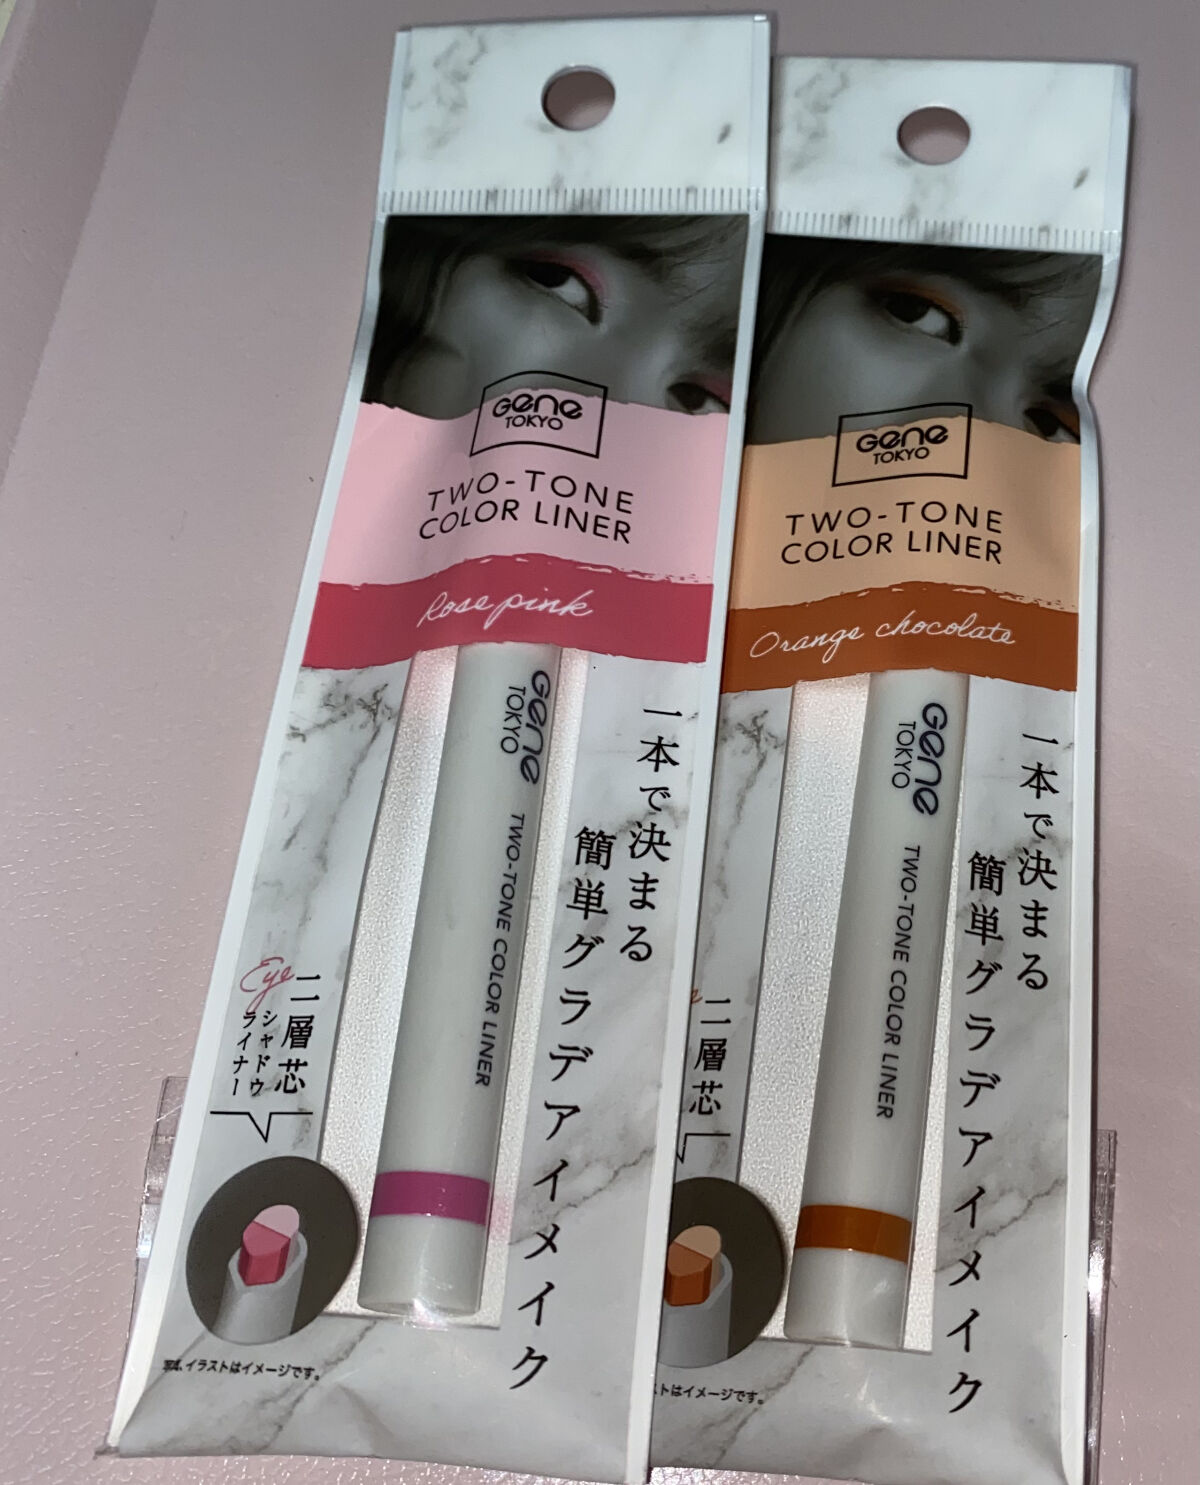 Gene
TOKYO
TWO-TONE
COLOR LINER
Rose pink
Gene
TOKYO
TWO-TONE COLOR LINER
一本で決まる
簡単グラデアイメイク
Eye
二層芯
シャドウ
ライナー
写真、イラストはイメージです。
Gene
TOKYO
TWO-TONE
COLOR LINER
Orange chocolate
Gene
TOKYO
TWO-TONE COLOR LINER
一本で決まる
簡単グラデアイメイク
二層芯
トはイメージです。